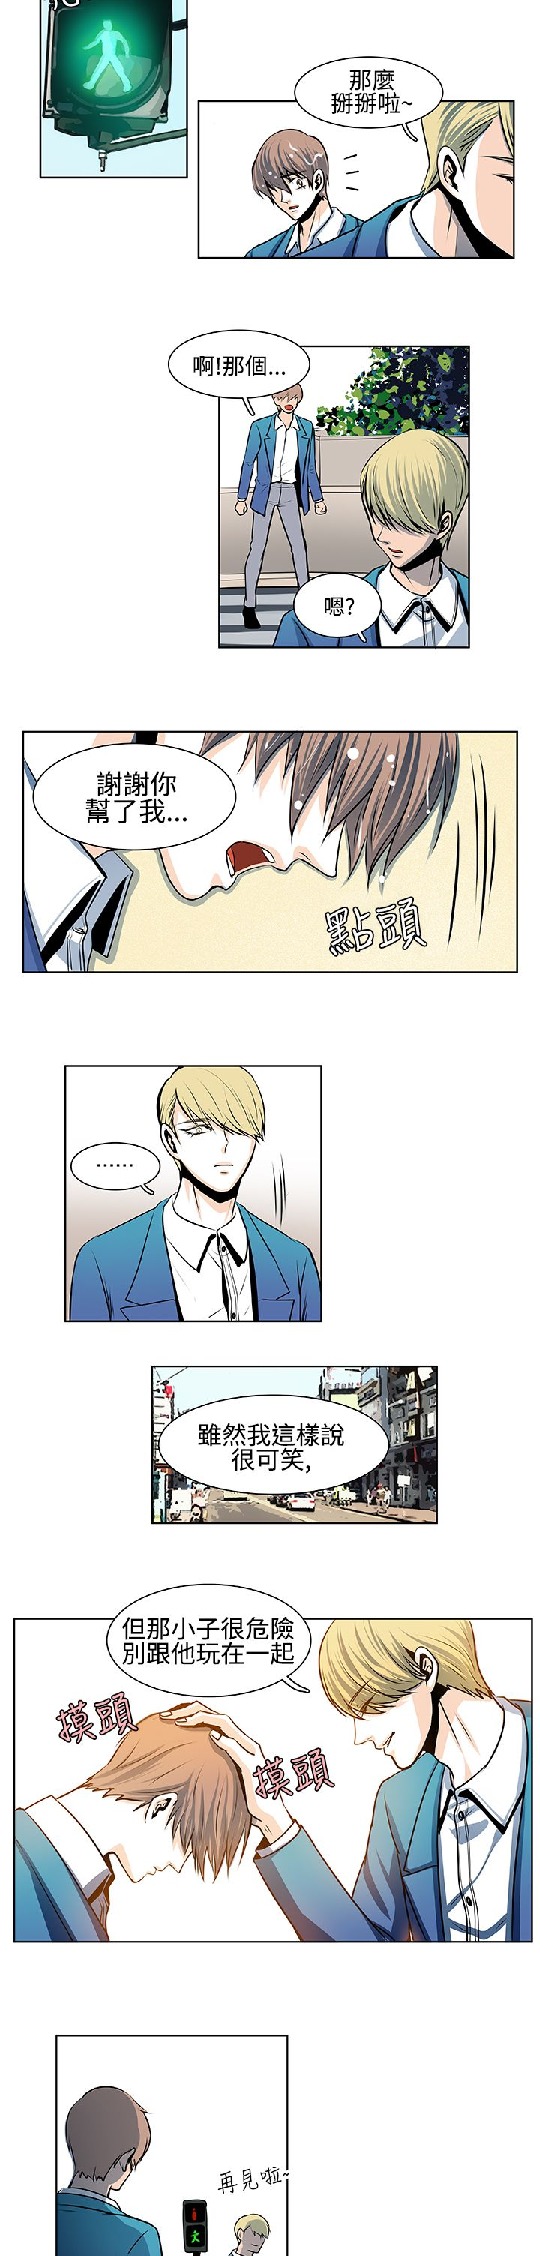 那麼
掰掰啦~
啊!那個...
嗯?
謝謝你
幫了我...
點頭
......
雖然我這樣說
很可笑,
但那小子很危險
別跟他玩在一起
摸頭
摸頭
再見啦~